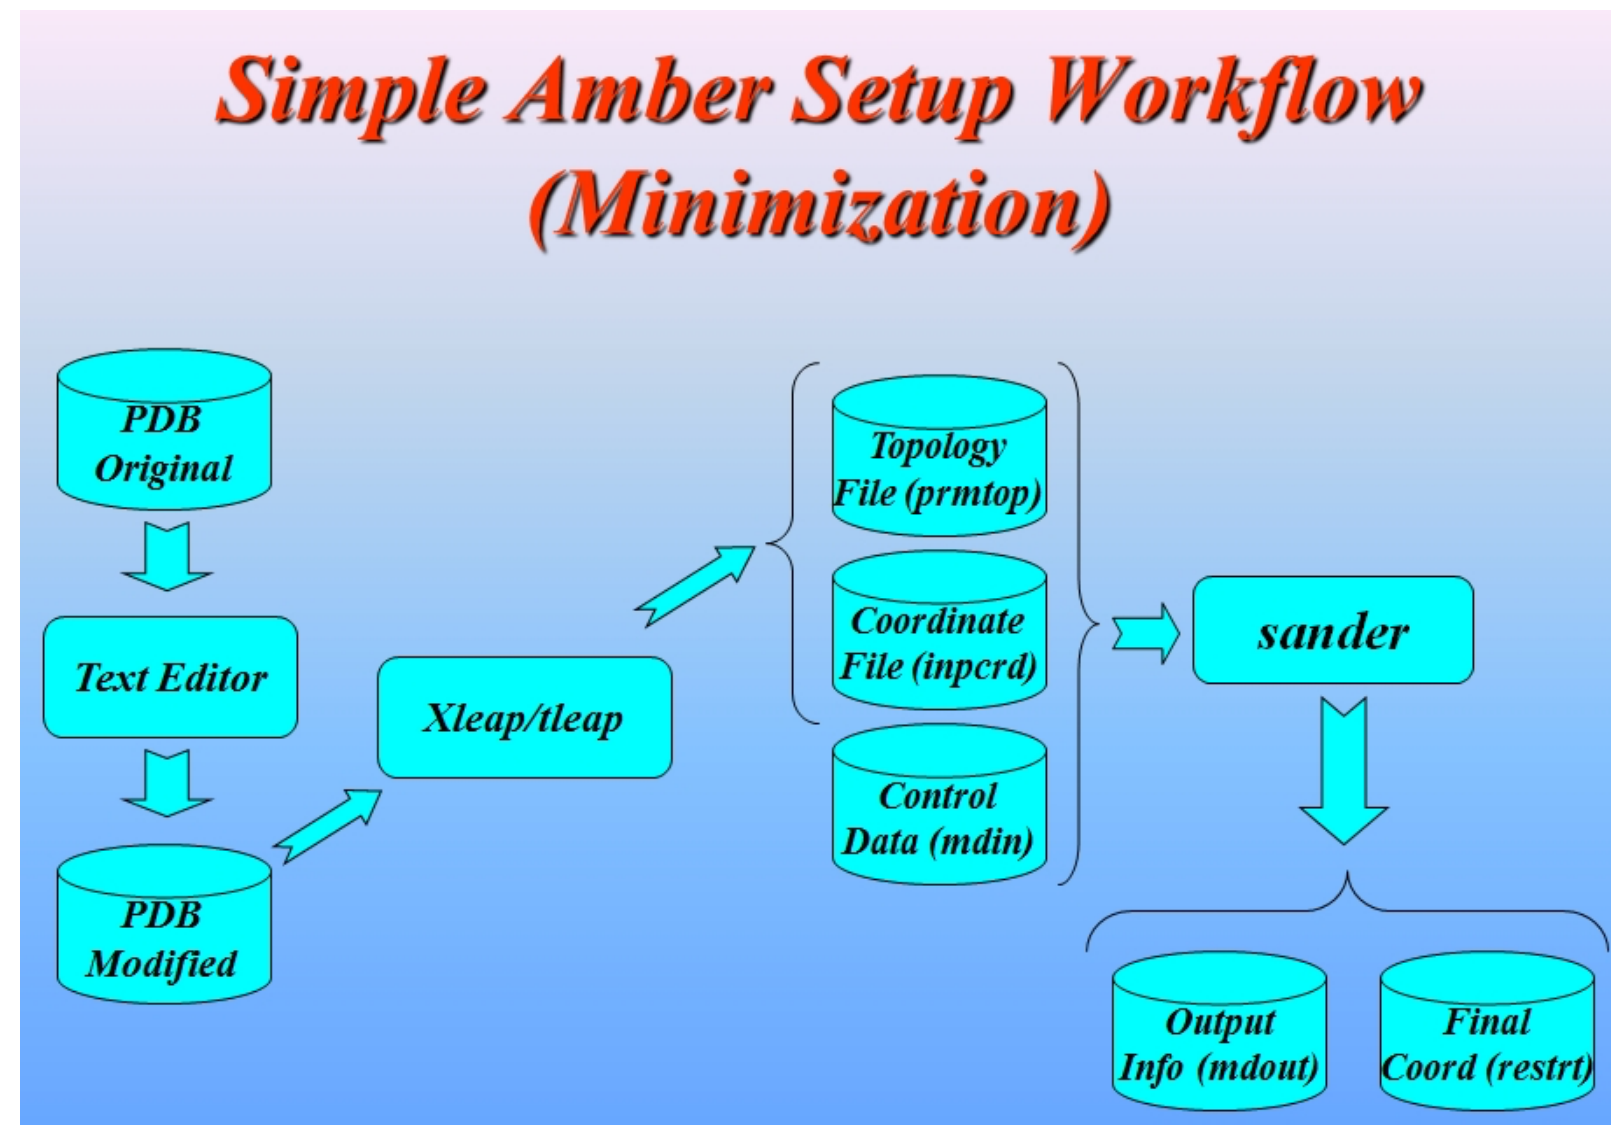 Simple Amber Setup Workflow
(Minimization)
PDB
Original
Text Editor
PDB
Modified
Xleap/tleap
Topology
File (prmtop)
Coordinate
File (inpcrd)
Control
Data (mdin)
sander
Output
Info (mdout)
Final
Coord (restrt)